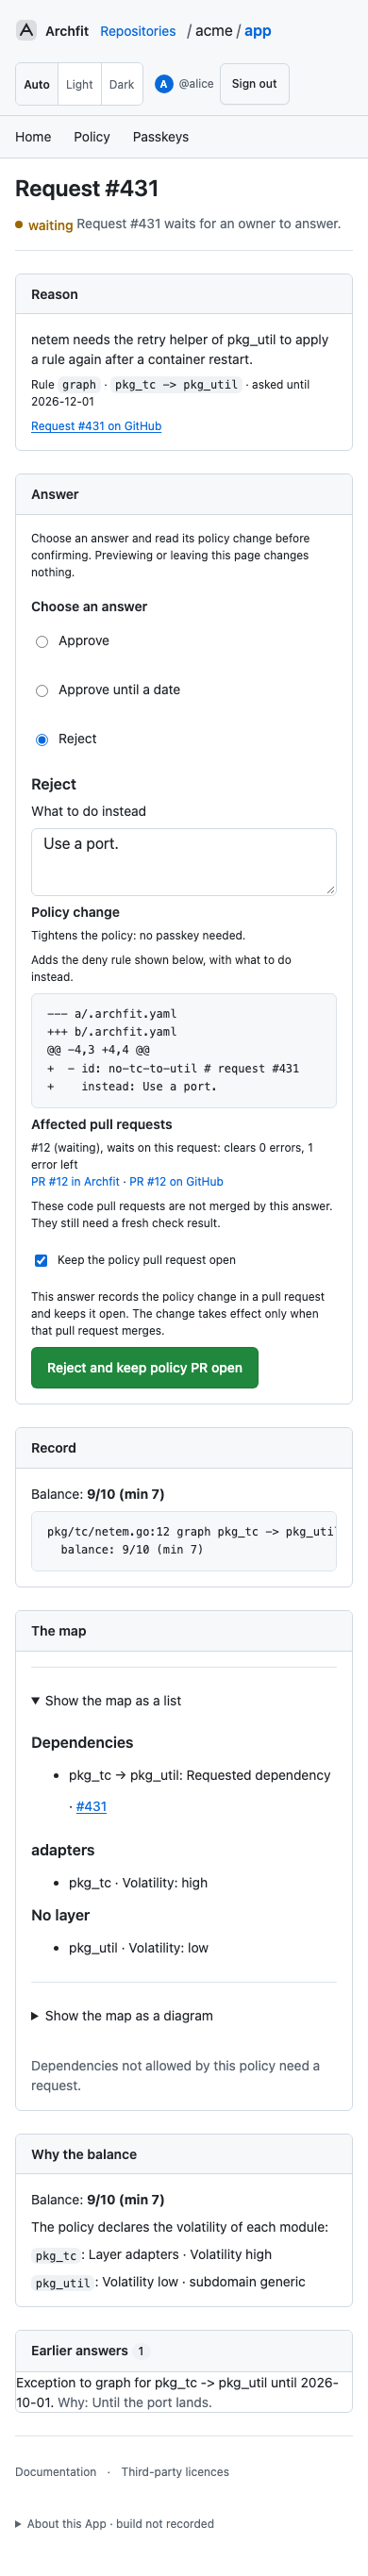 Archfit Repositories / acme / app
Auto Light Dark A @alice Sign out
Home Policy Passkeys
Request #431
waiting Request #431 waits for an owner to answer.
Reason
netem needs the retry helper of pkg_util to apply
a rule again after a container restart.
Rule graph · pkg_tc -> pkg_util · asked until
2026-12-01
Request #431 on GitHub
Answer
Choose an answer and read its policy change before
confirming. Previewing or leaving this page changes
nothing.
Choose an answer
Approve
Approve until a date
Reject
Reject
What to do instead
Use a port.
Policy change
Tightens the policy: no passkey needed.
Adds the deny rule shown below, with what to do
instead.
--- a/.archfit.yaml
+++ b/.archfit.yaml
@@ -4,3 +4,4 @@
+  - id: no-tc-to-util # request #431
+    instead: Use a port.
Affected pull requests
#12 (waiting), waits on this request: clears 0 errors, 1
error left
PR #12 in Archfit · PR #12 on GitHub
These code pull requests are not merged by this answer.
They still need a fresh check result.
Keep the policy pull request open
This answer records the policy change in a pull request
and keeps it open. The change takes effect only when
that pull request merges.
Reject and keep policy PR open
Record
Balance: 9/10 (min 7)
pkg/tc/netem.go:12 graph pkg_tc -> pkg_util
balance: 9/10 (min 7)
The map
▼ Show the map as a list
Dependencies
• pkg_tc → pkg_util: Requested dependency
· #431
adapters
• pkg_tc · Volatility: high
No layer
• pkg_util · Volatility: low
▶ Show the map as a diagram
Dependencies not allowed by this policy need a
request.
Why the balance
Balance: 9/10 (min 7)
The policy declares the volatility of each module:
pkg_tc: Layer adapters · Volatility high
pkg_util: Volatility low · subdomain generic
Earlier answers 1
Exception to graph for pkg_tc -> pkg_util until 2026-
10-01. Why: Until the port lands.
Documentation · Third-party licences
▶ About this App · build not recorded